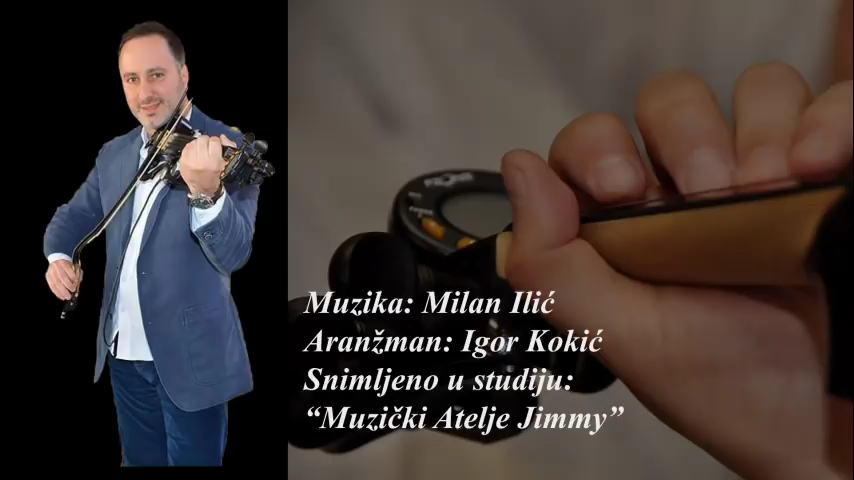 Muzika: Milan Ilić
Aranžman: Igor Kokić
Snimljeno u studiju:
“Muzički Atelje Jimmy”